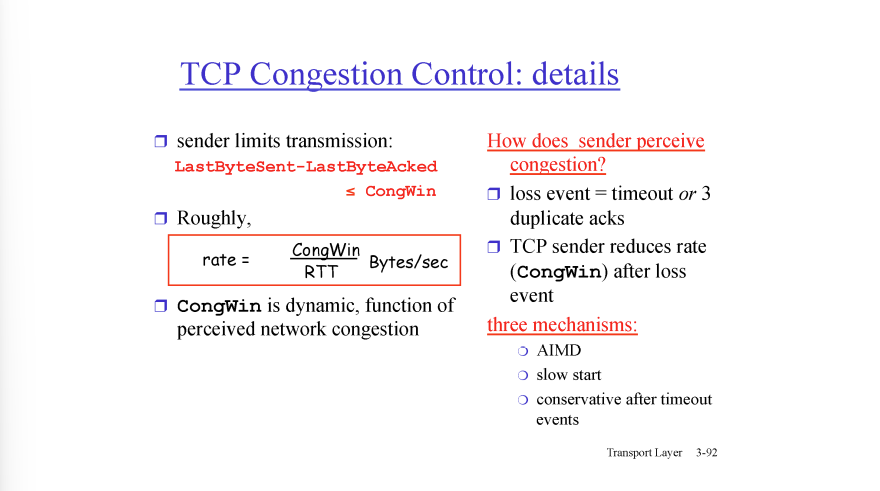 TCP Congestion Control: details
sender limits transmission:
LastByteSent-LastByteAcked
≤ CongWin
Roughly,
rate = CongWin
RTT Bytes/sec
CongWin is dynamic, function of
perceived network congestion
How does sender perceive
congestion?
loss event = timeout or 3
duplicate acks
TCP sender reduces rate
(CongWin) after loss
event
three mechanisms:
AIMD
slow start
conservative after timeout
events
Transport Layer 3-92